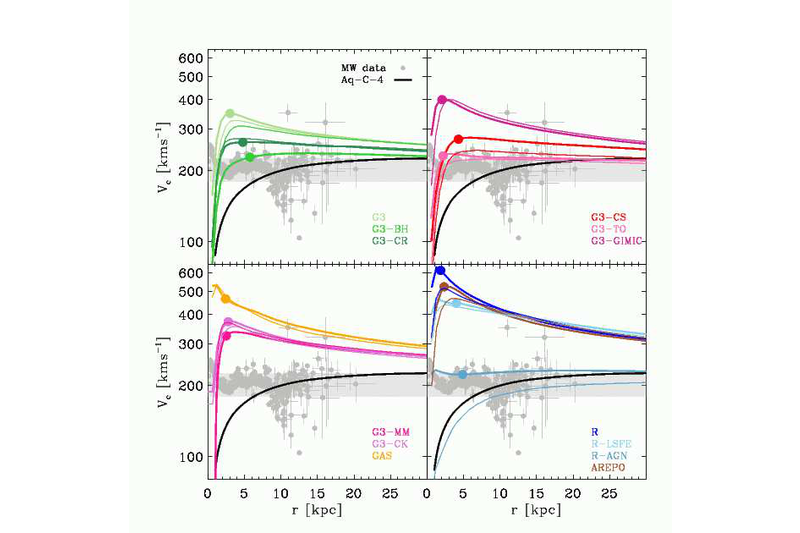 600
500
400
300
200
100
V_c [kms^-1]
MW data
Aq-C-4
G3
G3-BH
G3-CR
G3-CS
G3-TO
G3-GIMIC
600
500
400
300
200
100
V_c [kms^-1]
G3-MM
G3-CK
GAS
R
R-LSFE
R-AGN
AREPO
0 5 10 15 20 25
0 5 10 15 20 25
r [kpc]
r [kpc]